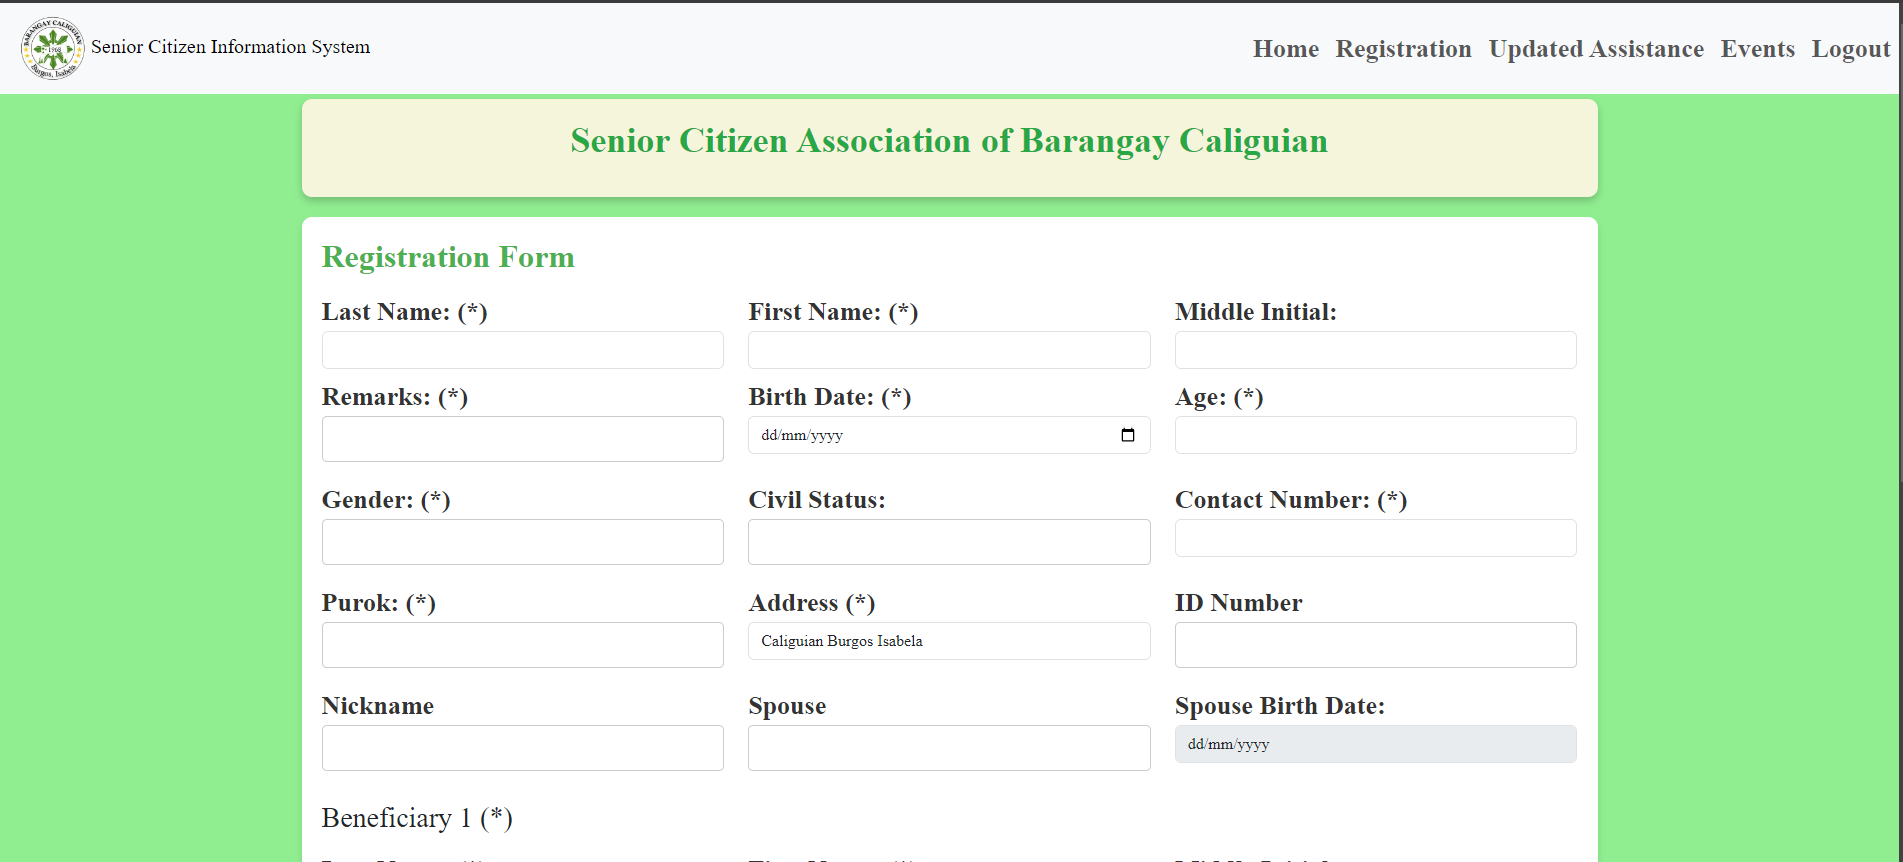 BARANGAY CALIGUIAN
1968
Burgos, Isabela
Senior Citizen Information System
Home Registration Updated Assistance Events Logout
Senior Citizen Association of Barangay Caliguian
Registration Form
Last Name: (*) First Name: (*) Middle Initial:
Remarks: (*) Birth Date: (*) Age: (*)
dd/mm/yyyy
Gender: (*) Civil Status: Contact Number: (*)
Purok: (*) Address (*) ID Number
Caliguian Burgos Isabela
Nickname Spouse Spouse Birth Date:
dd/mm/yyyy
Beneficiary 1 (*)